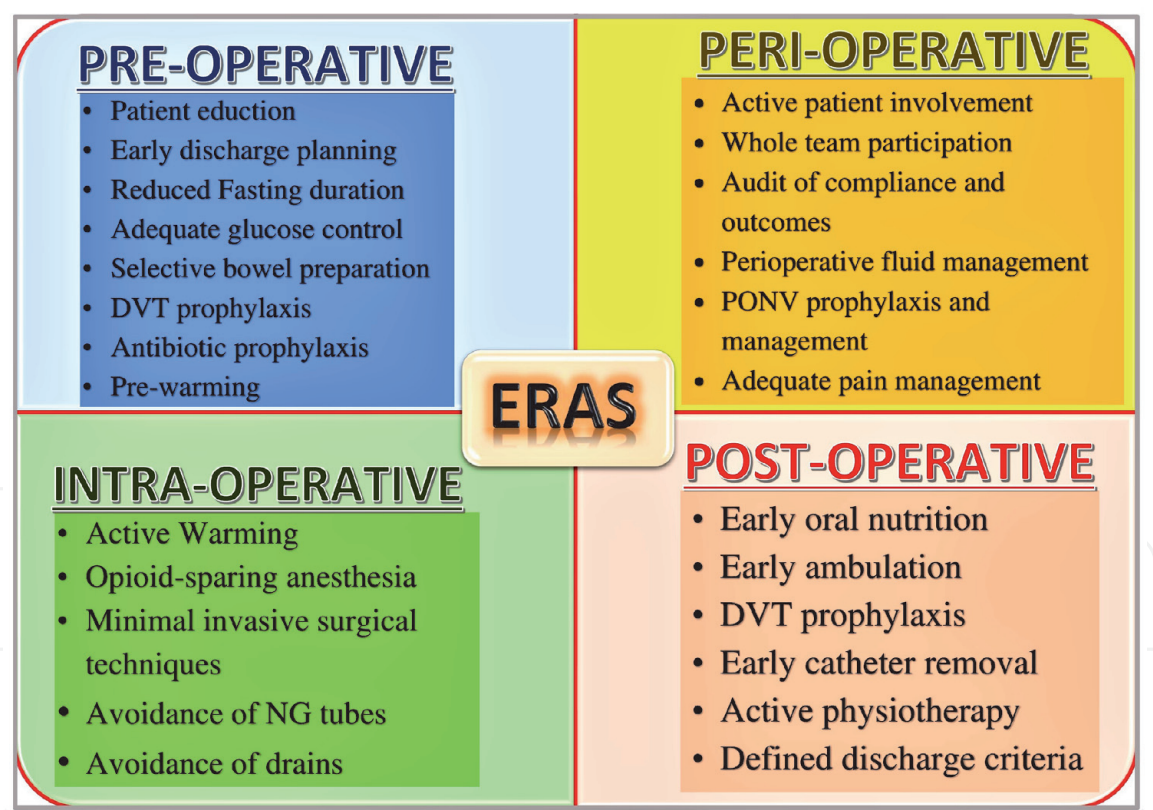 PRE-OPERATIVE
• Patient eduction
• Early discharge planning
• Reduced Fasting duration
• Adequate glucose control
• Selective bowel preparation
• DVT prophylaxis
• Antibiotic prophylaxis
• Pre-warming
PERI-OPERATIVE
• Active patient involvement
• Whole team participation
• Audit of compliance and
outcomes
• Perioperative fluid management
• PONV prophylaxis and
management
• Adequate pain management
ERAS
INTRA-OPERATIVE
• Active Warming
• Opioid-sparing anesthesia
• Minimal invasive surgical
techniques
• Avoidance of NG tubes
• Avoidance of drains
POST-OPERATIVE
• Early oral nutrition
• Early ambulation
• DVT prophylaxis
• Early catheter removal
• Active physiotherapy
• Defined discharge criteria